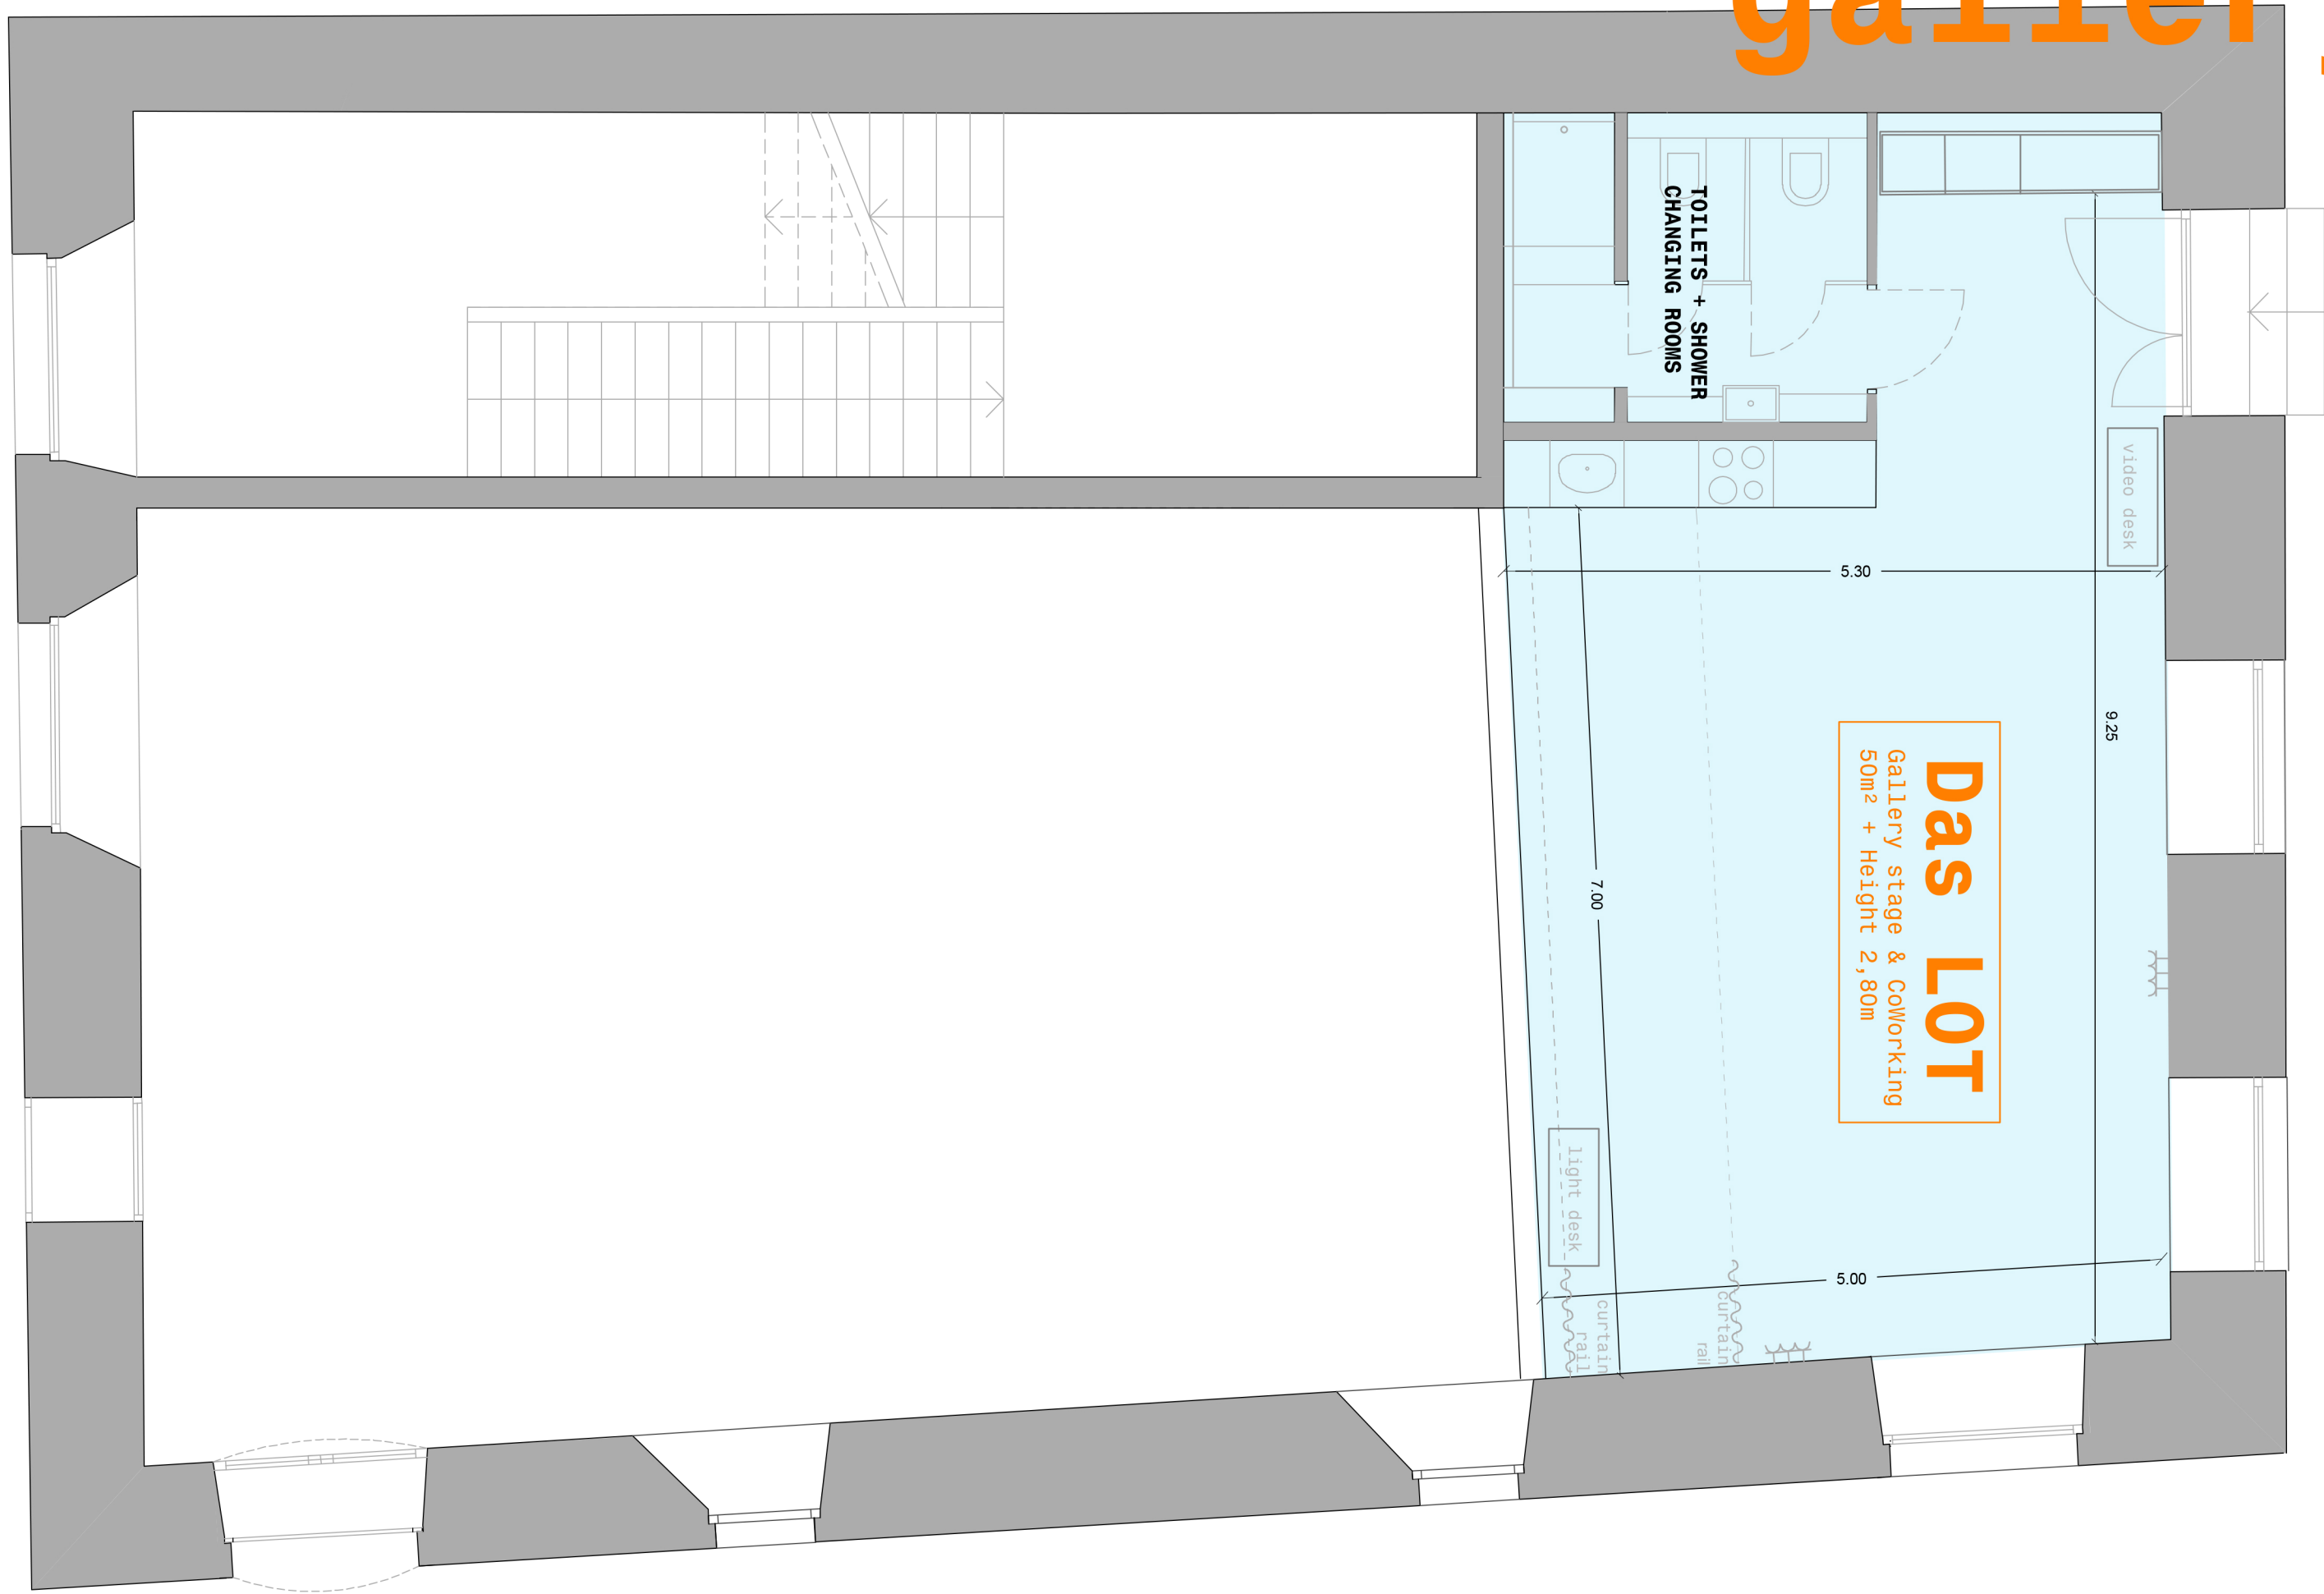 galler
TOILETS + SHOWER
CHANGING ROOMS
video desk
5.30
9.25
Das LOT
Gallery stage & CoWorking
50m² + Height 2,80m
7.00
light desk
5.00
curtain
rail
curtain
rail